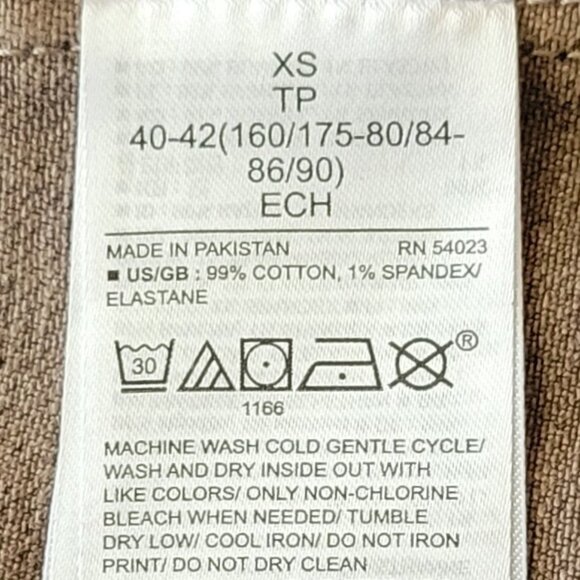 XS
TP
40-42(160/175-80/84-
86/90)
ECH
MADE IN PAKISTAN RN 54023
■ US/GB : 99% COTTON, 1% SPANDEX/
ELASTANE
30 ®
1166
MACHINE WASH COLD GENTLE CYCLE/
WASH AND DRY INSIDE OUT WITH
LIKE COLORS/ ONLY NON-CHLORINE
BLEACH WHEN NEEDED/ TUMBLE
DRY LOW/ COOL IRON/ DO NOT IRON
PRINT/ DO NOT DRY CLEAN